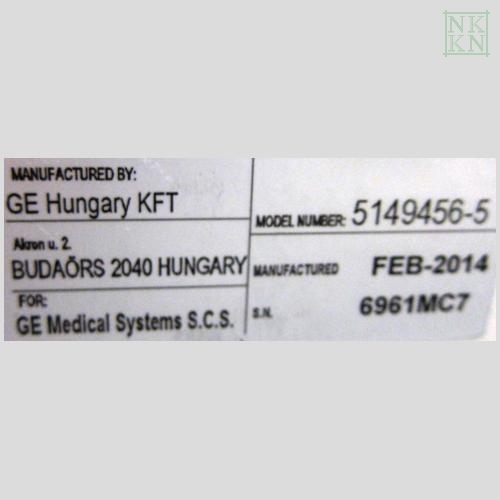 NK
KN
MANUFACTURED BY:
GE Hungary KFT
Akron u. 2.
BUDAÖRS 2040 HUNGARY
FOR:
GE Medical Systems S.C.S.
MODEL NUMBER: 5149456-5
MANUFACTURED FEB-2014
S.N. 6961MC7